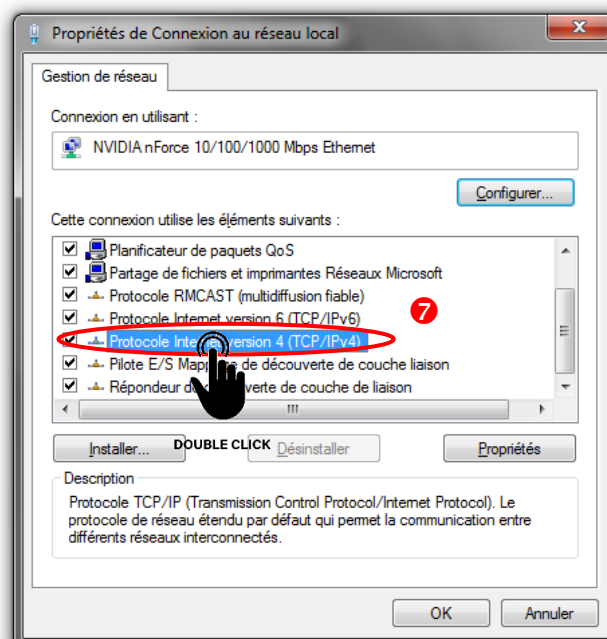 Propriétés de Connexion au réseau local
Gestion de réseau
Connexion en utilisant :
NVIDIA nForce 10/100/1000 Mbps Ethernet
Configurer...
Cette connexion utilise les éléments suivants :
Planificateur de paquets QoS
Partage de fichiers et imprimantes Réseaux Microsoft
Protocole RMCAST (multidiffusion fiable)
Protocole Internet version 6 (TCP/IPv6)
7
Protocole Internet version 4 (TCP/IPv4)
Pilote E/S de découverte de couche liaison
Répondeur de couche de liaison
Installer...
DOUBLE CLICK
Désinstaller
Propriétés
Description
Protocole TCP/IP (Transmission Control Protocol/Internet Protocol). Le
protocole de réseau étendu par défaut qui permet la communication entre
différents réseaux interconnectés.
OK
Annuler